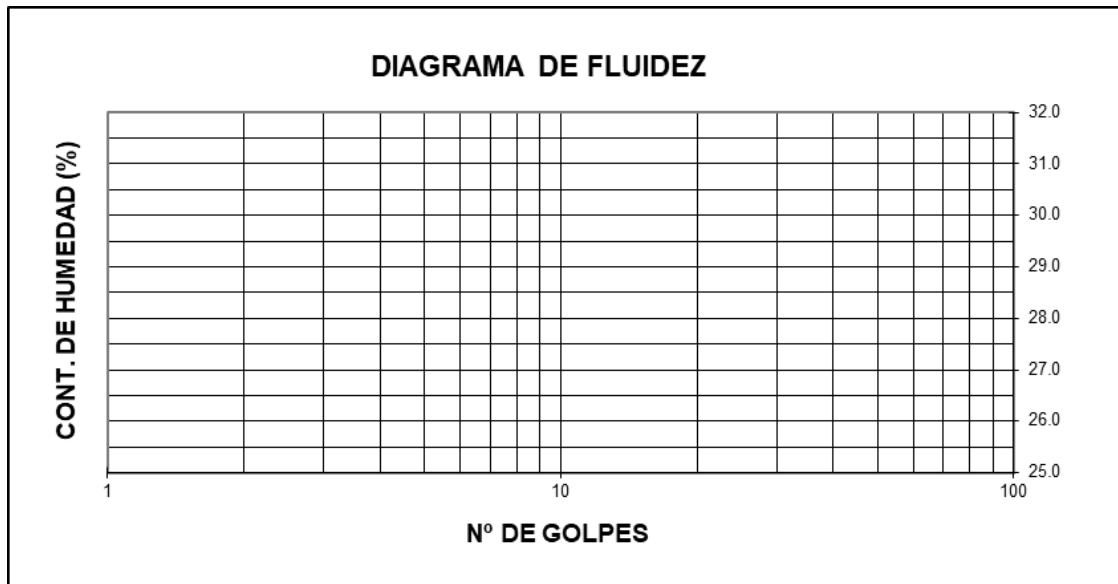 DIAGRAMA DE FLUIDEZ
CONT. DE HUMEDAD (%)
32.0
31.0
30.0
29.0
28.0
27.0
26.0
25.0
1 10 100
Nº DE GOLPES